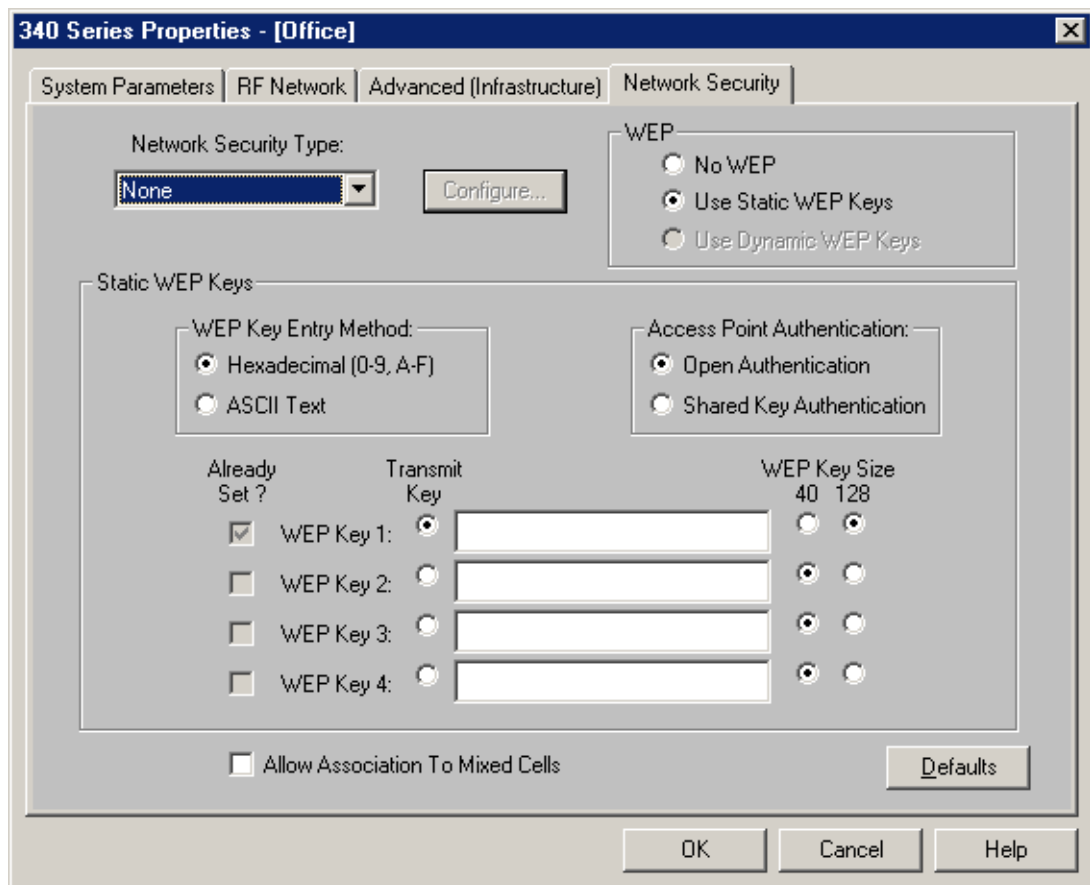 340 Series Properties - [Office]
System Parameters
RF Network
Advanced (Infrastructure)
Network Security
Network Security Type:
None
Configure...
WEP
No WEP
Use Static WEP Keys
Use Dynamic WEP Keys
Static WEP Keys
WEP Key Entry Method:
Hexadecimal (0-9, A-F)
ASCII Text
Access Point Authentication:
Open Authentication
Shared Key Authentication
Already
Set ?
Transmit
Key
WEP Key Size
40 128
WEP Key 1:
WEP Key 2:
WEP Key 3:
WEP Key 4:
Allow Association To Mixed Cells
Defaults
OK
Cancel
Help